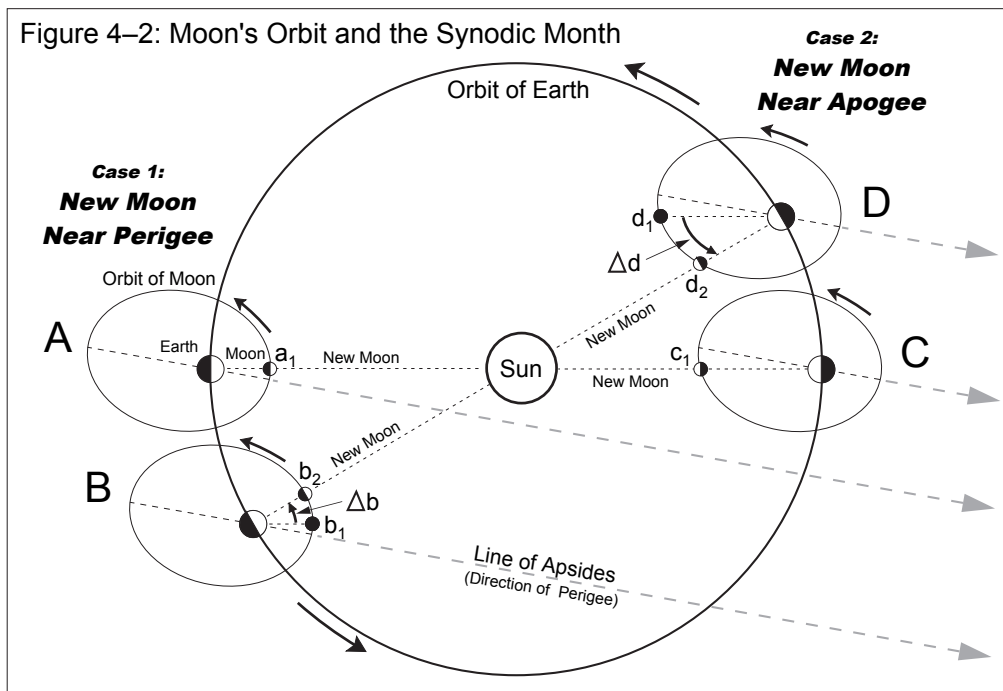 Figure 4–2: Moon's Orbit and the Synodic Month
Case 2:
New Moon
Near Apogee
Orbit of Earth
Case 1:
New Moon
Near Perigee
D
d1
Δd
d2
New Moon
Orbit of Moon
A
Earth
Moon
a1
New Moon
Sun
New Moon
c1
C
New Moon
B
b2
Δb
b1
Line of Apsides
(Direction of Perigee)